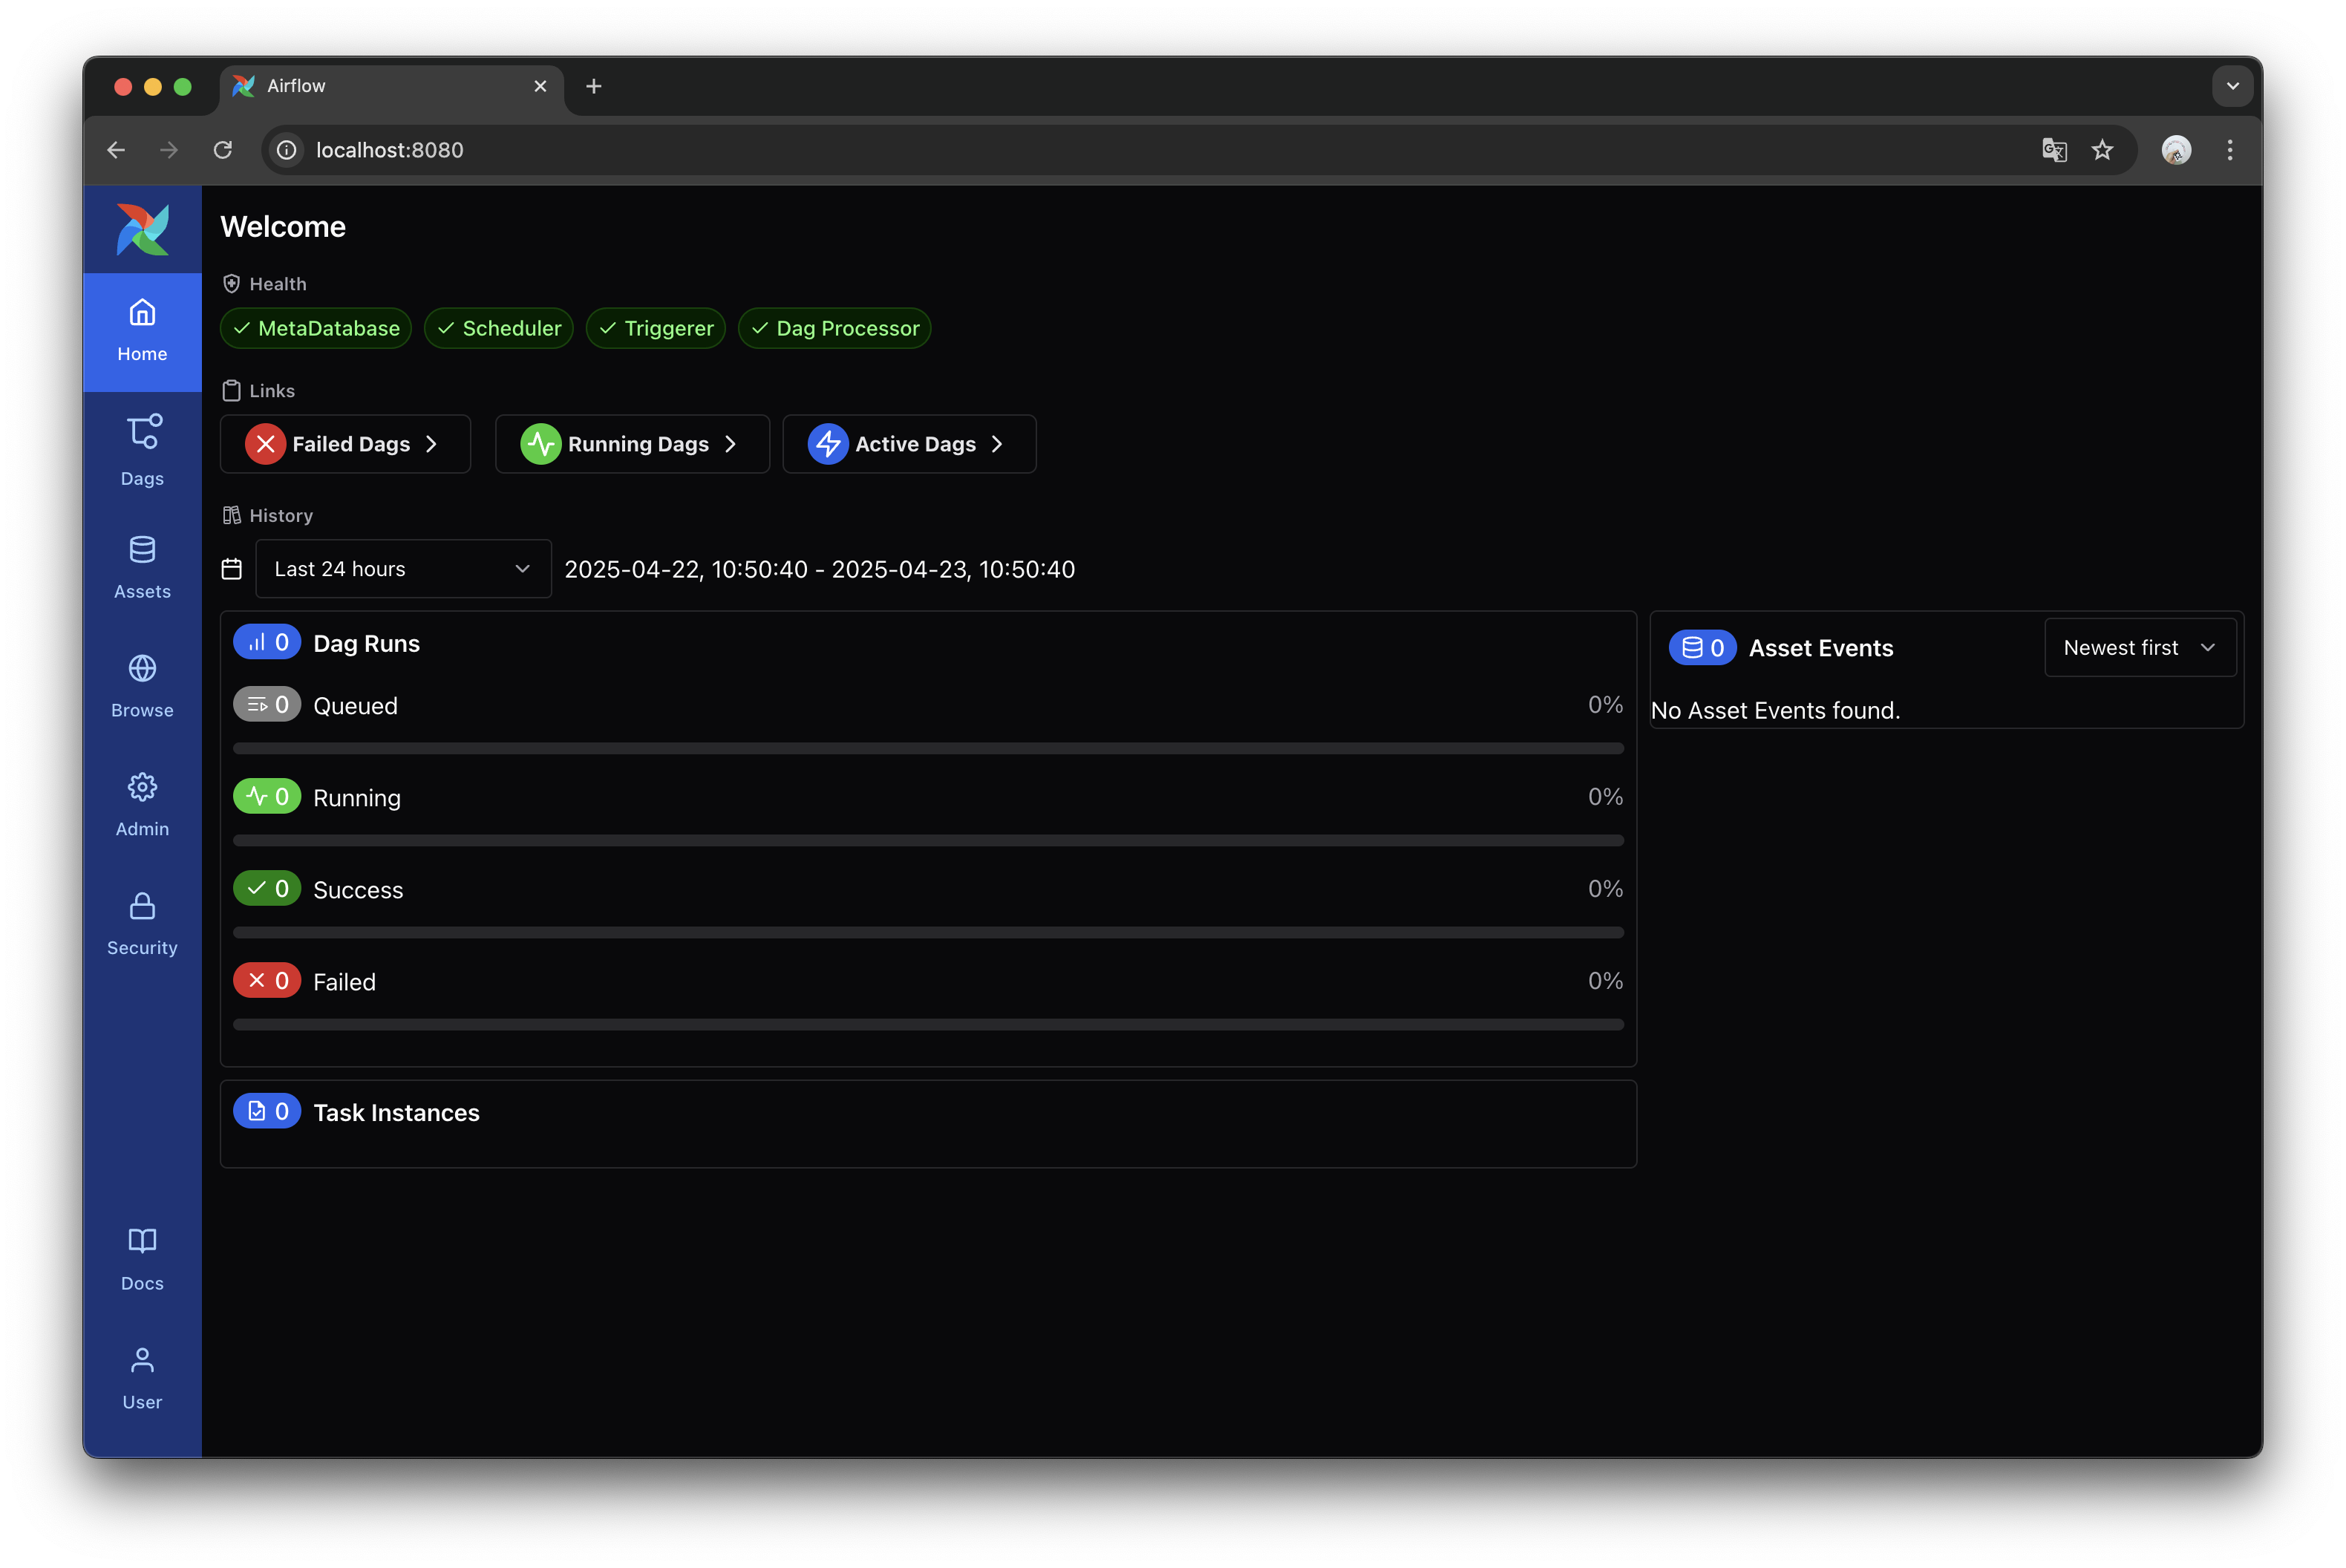 Airflow
localhost:8080
Home
Dags
Assets
Browse
Admin
Security
Docs
User
Welcome
Health
MetaDatabase Scheduler Triggerer Dag Processor
Links
Failed Dags Running Dags Active Dags
History
Last 24 hours 2025-04-22, 10:50:40 - 2025-04-23, 10:50:40
0 Dag Runs
0 Queued 0%
0 Running 0%
0 Success 0%
0 Failed 0%
0 Task Instances
0 Asset Events Newest first
No Asset Events found.